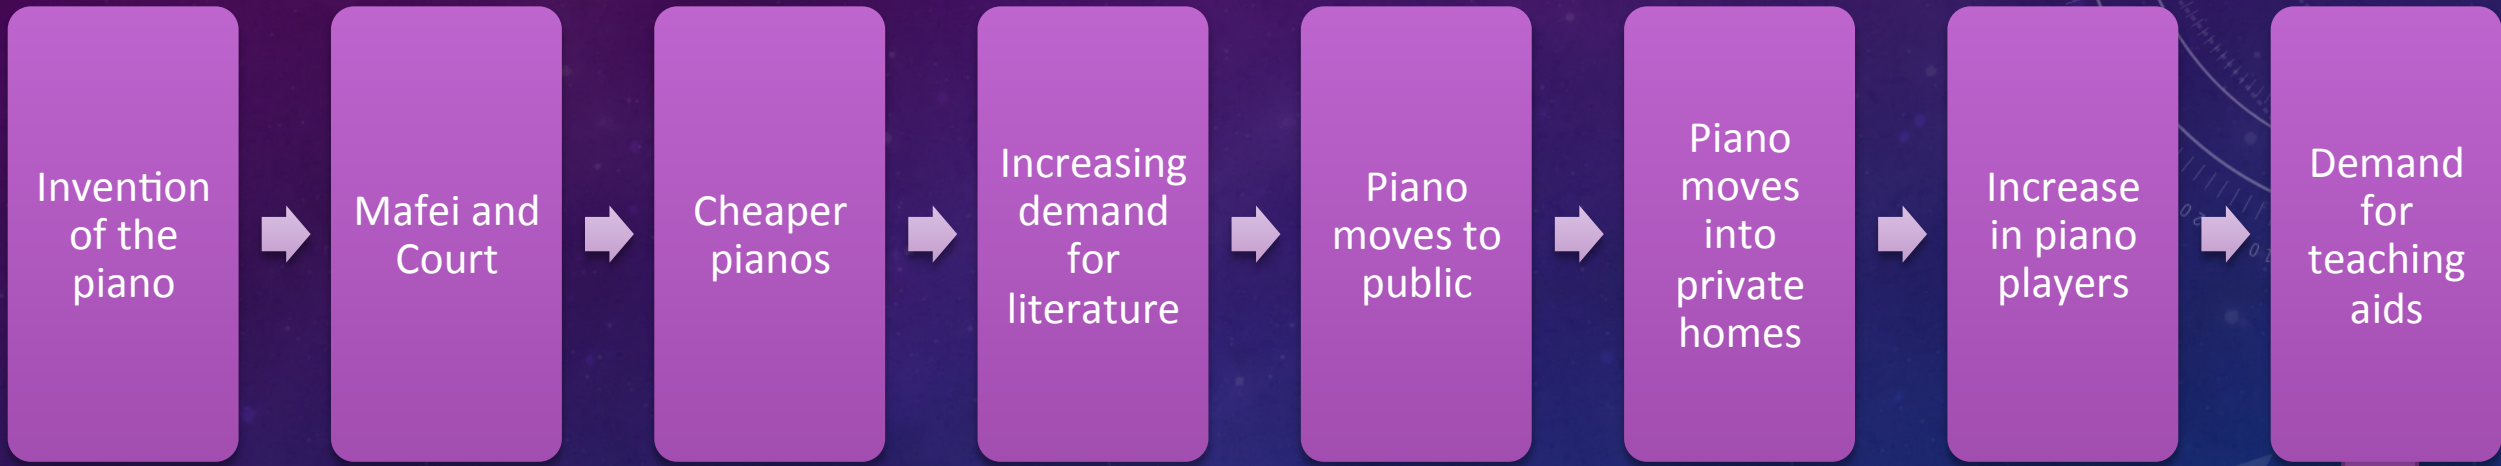 Invention
of the
piano
Mafei and
Court
Cheaper
pianos
Increasing
demand
for
literature
Piano
moves to
public
Piano
moves
into
private
homes
Increase
in piano
players
Demand
for
teaching
aids